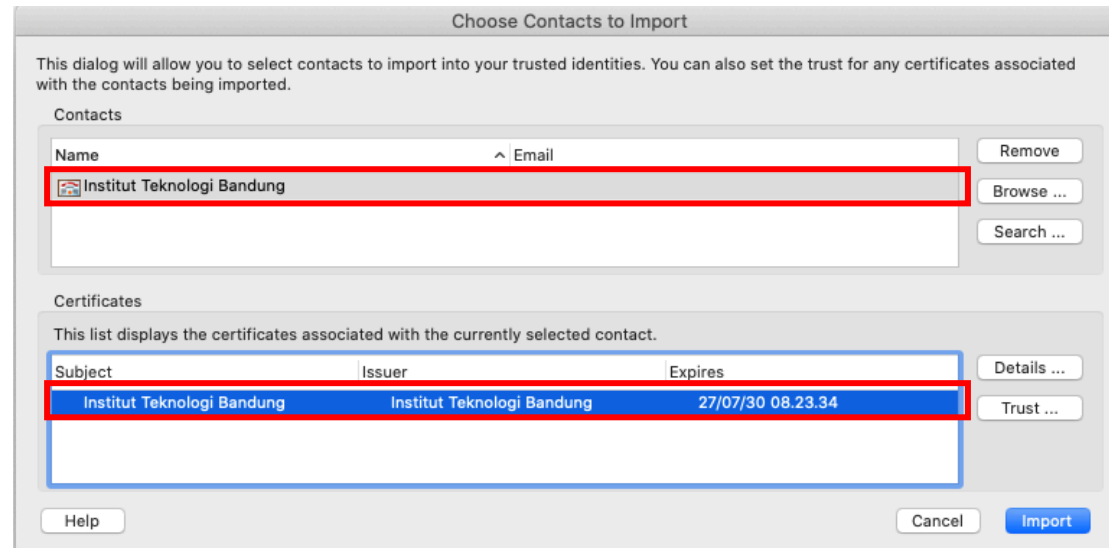 Choose Contacts to Import
This dialog will allow you to select contacts to import into your trusted identities. You can also set the trust for any certificates associated
with the contacts being imported.
Contacts
Name Email
Remove
Institut Teknologi Bandung
Browse ...
Search ...
Certificates
This list displays the certificates associated with the currently selected contact.
Subject Issuer Expires
Details ...
Institut Teknologi Bandung Institut Teknologi Bandung 27/07/30 08.23.34
Trust ...
Help Cancel Import